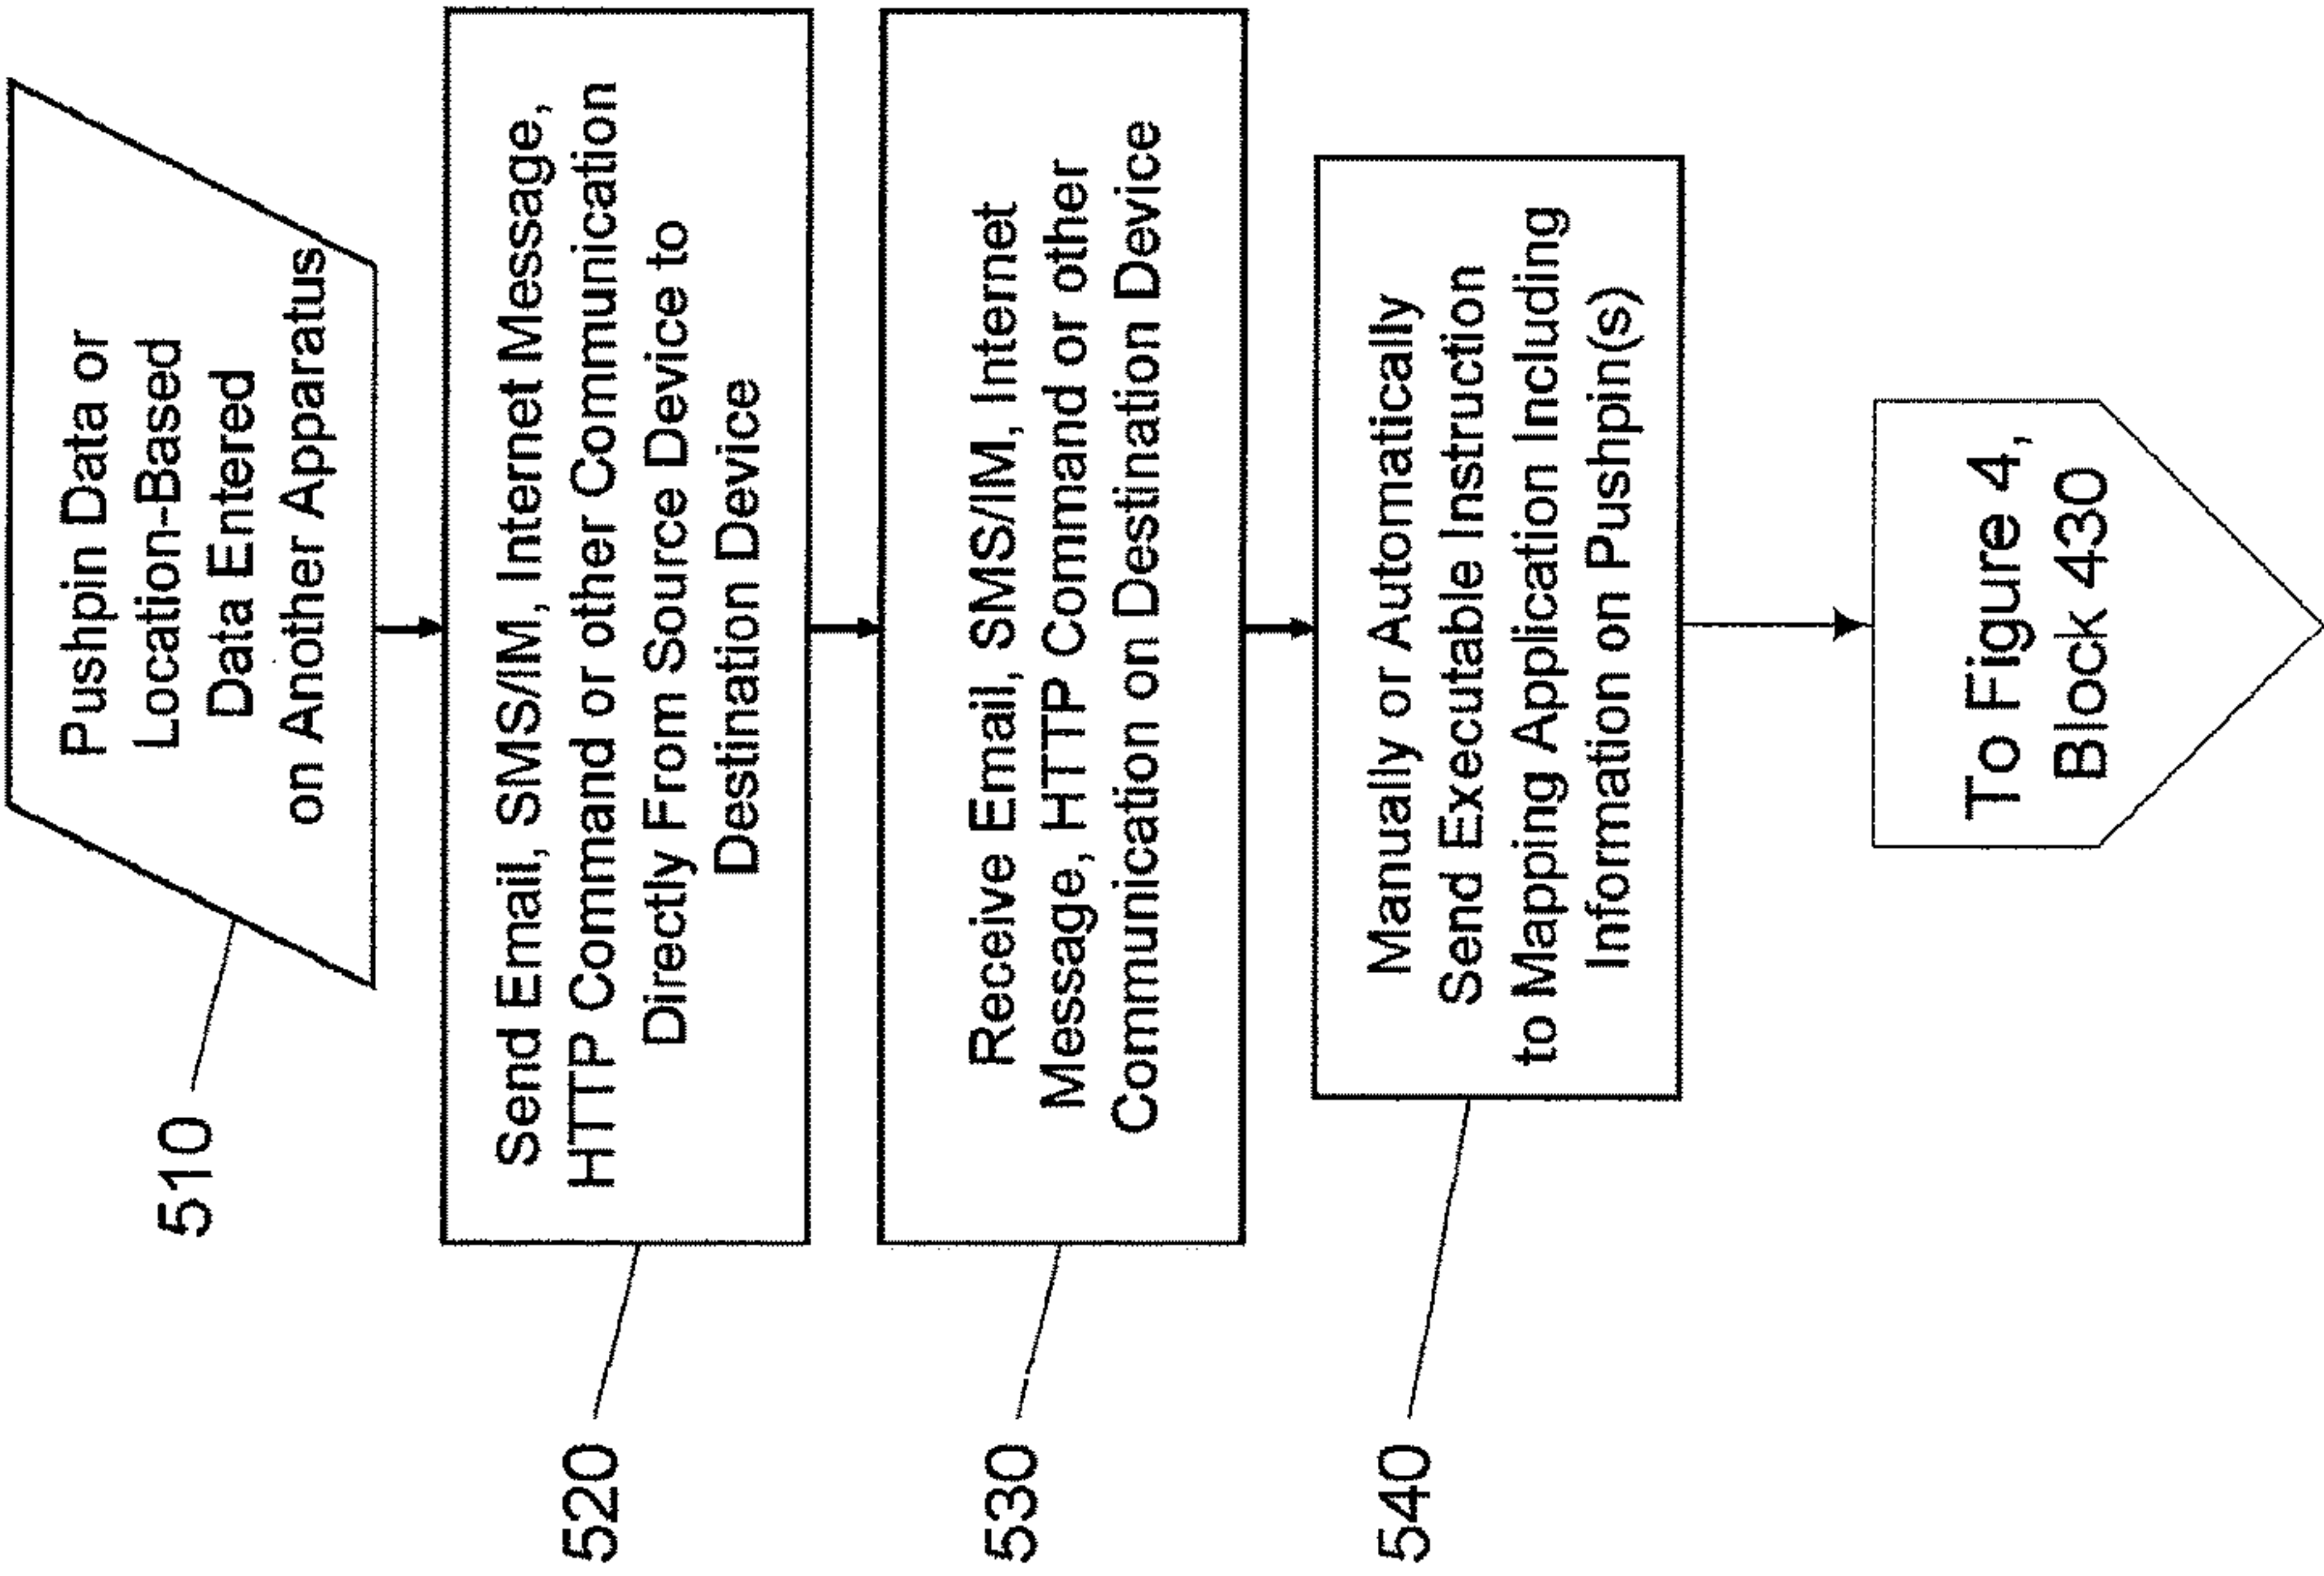 510
Pushpin Data or
Location-Based
Data Entered
on Another Apparatus
520
Send Email, SMS/IM, Internet Message,
HTTP Command or other Communication
Directly From Source Device to
Destination Device
530
Receive Email, SMS/IM, Internet
Message, HTTP Command or other
Communication on Destination Device
540
Manually or Automatically
Send Executable Instruction
to Mapping Application Including
Information on Pushpin(s)
To Figure 4,
Block 430